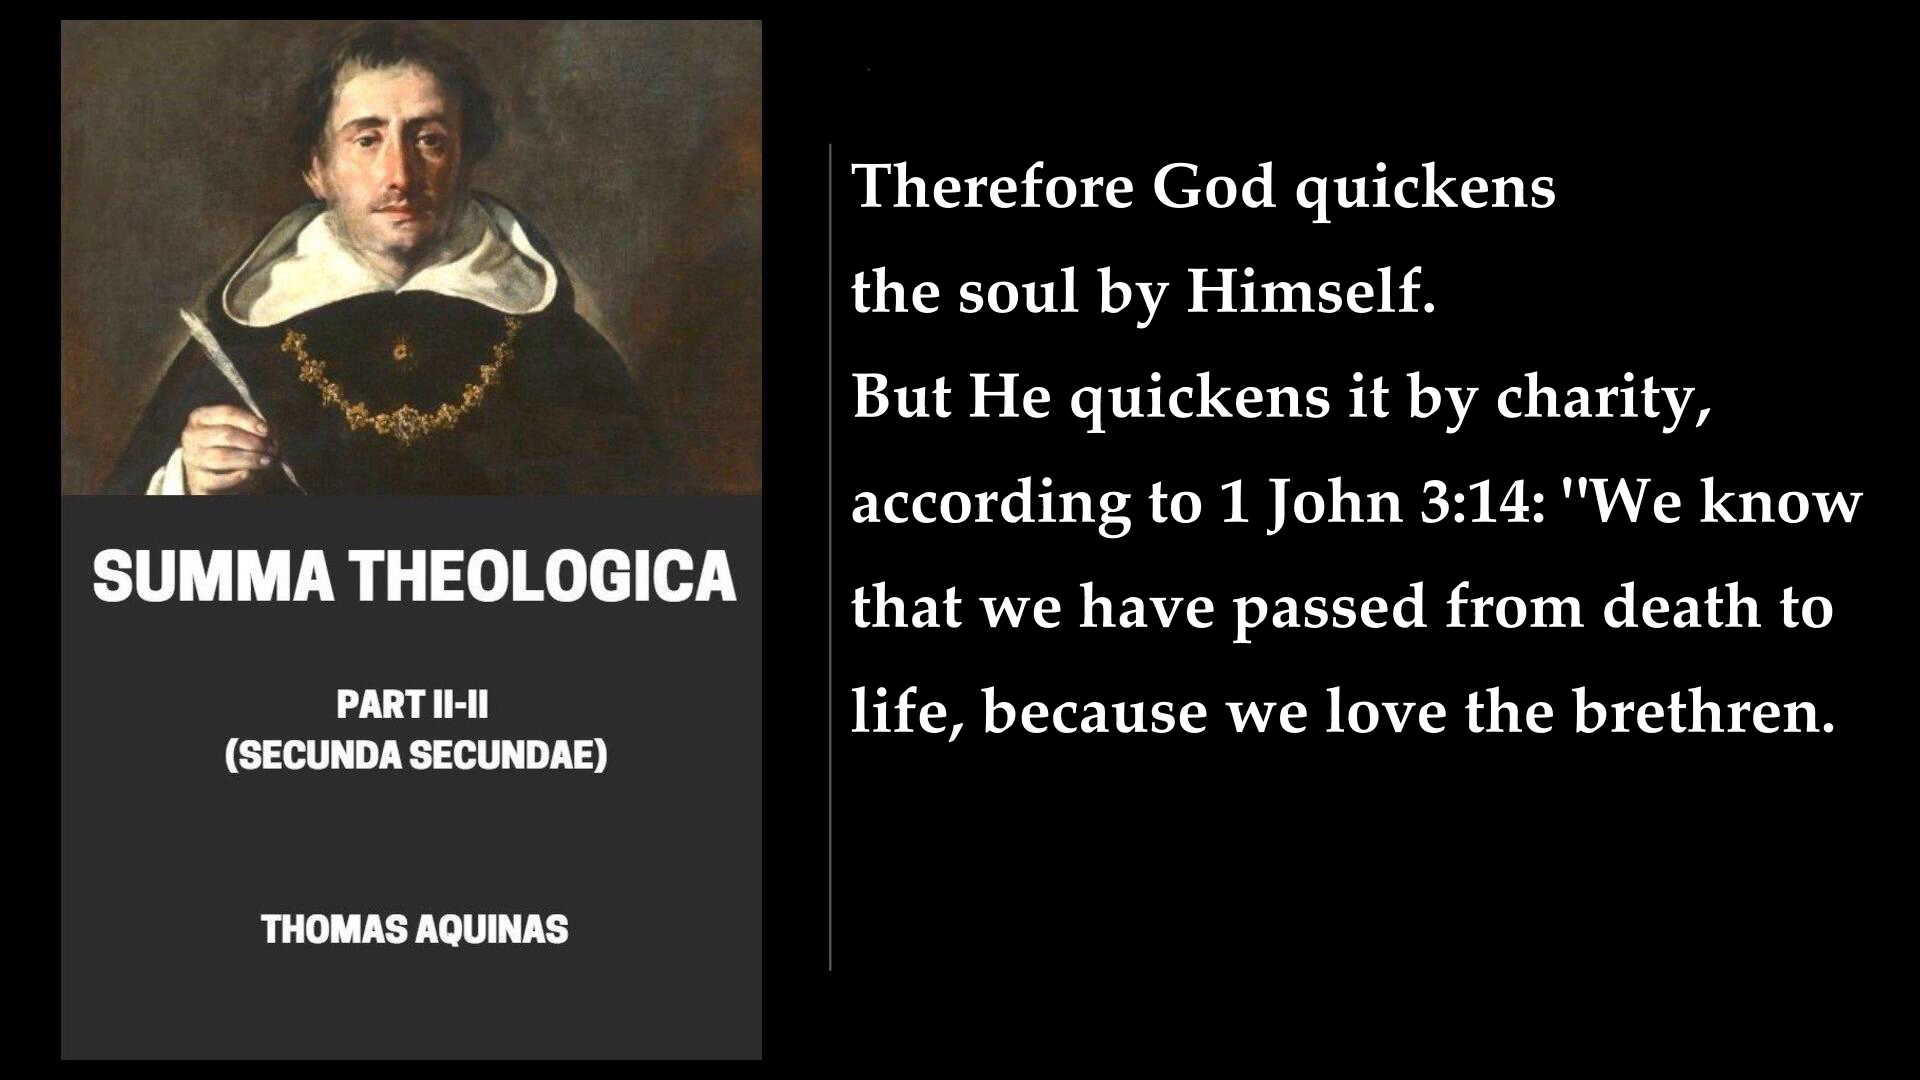 SUMMA THEOLOGICA
PART II-II
(SECUNDA SECUNDAE)
THOMAS AQUINAS
Therefore God quickens
the soul by Himself.
But He quickens it by charity,
according to 1 John 3:14: "We know
that we have passed from death to
life, because we love the brethren.